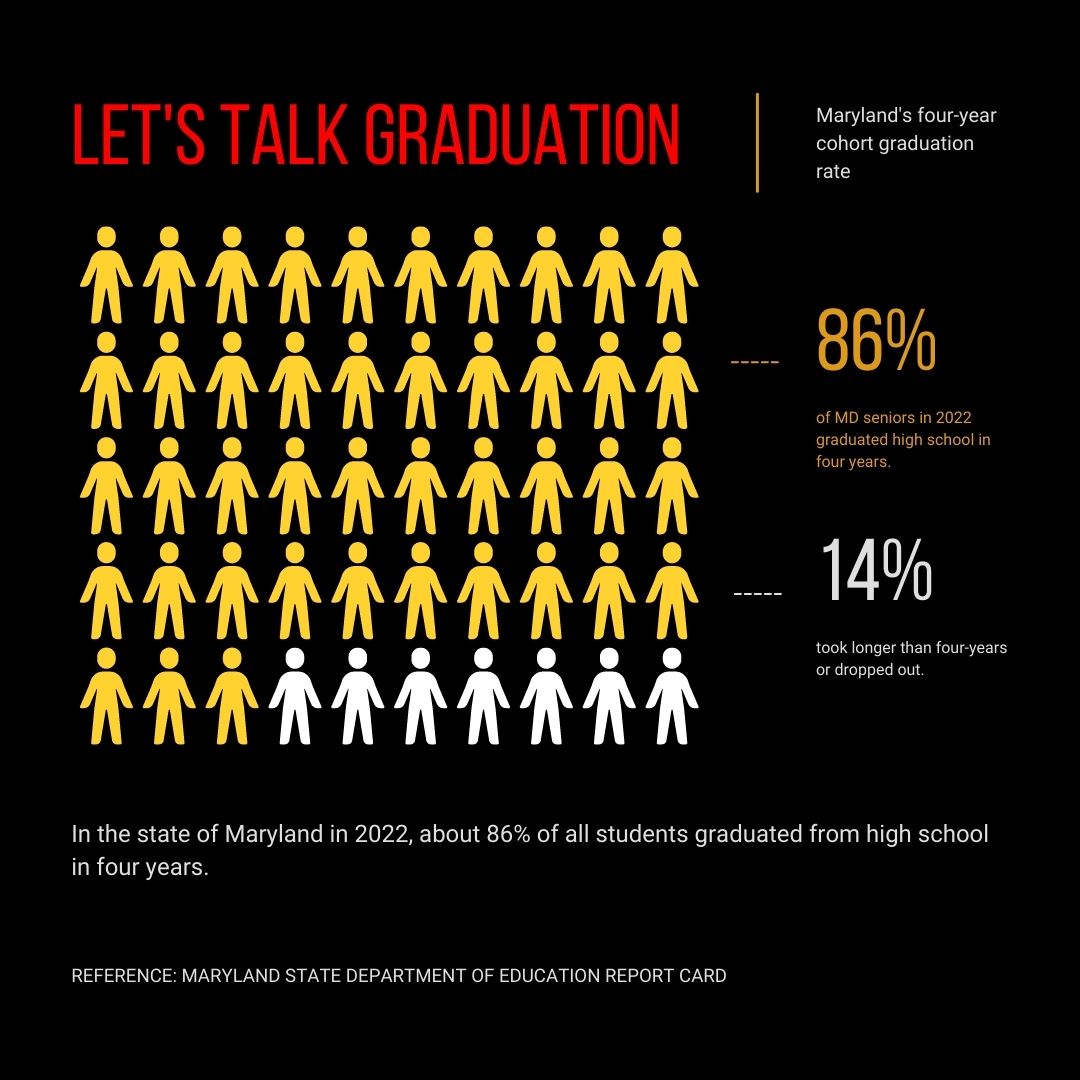 LET'S TALK GRADUATION
Maryland's four-year
cohort graduation
rate
86%
of MD seniors in 2022
graduated high school in
four years.
14%
took longer than four-years
or dropped out.
In the state of Maryland in 2022, about 86% of all students graduated from high school
in four years.
REFERENCE: MARYLAND STATE DEPARTMENT OF EDUCATION REPORT CARD